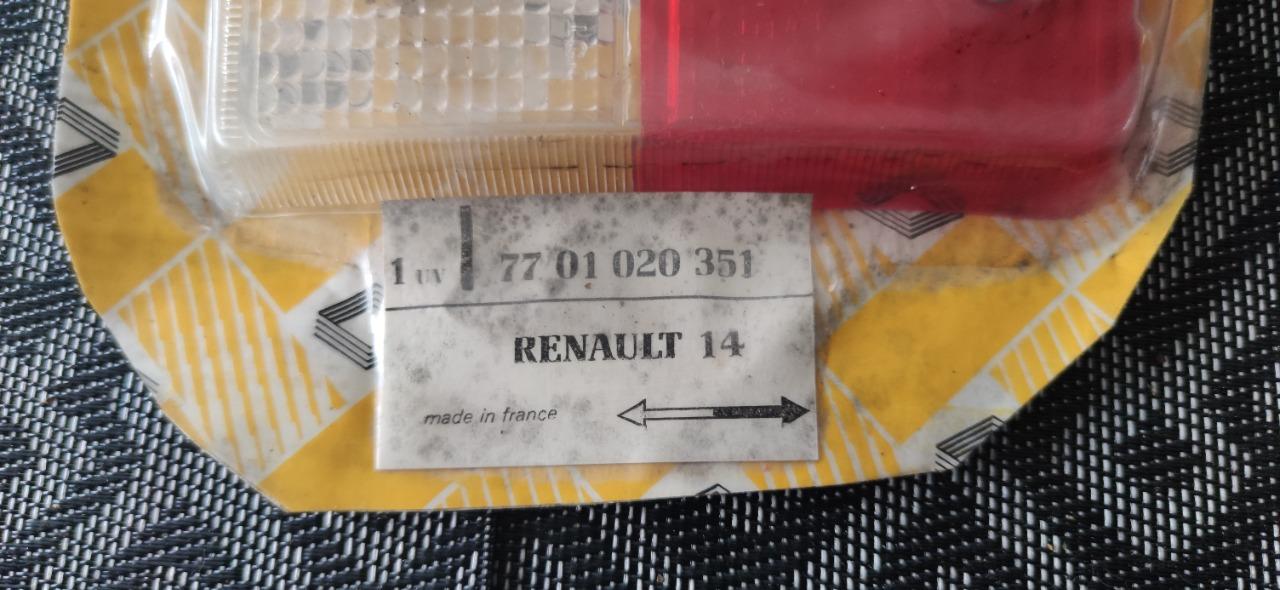 1 uv 77 01 020 351
RENAULT 14
made in france